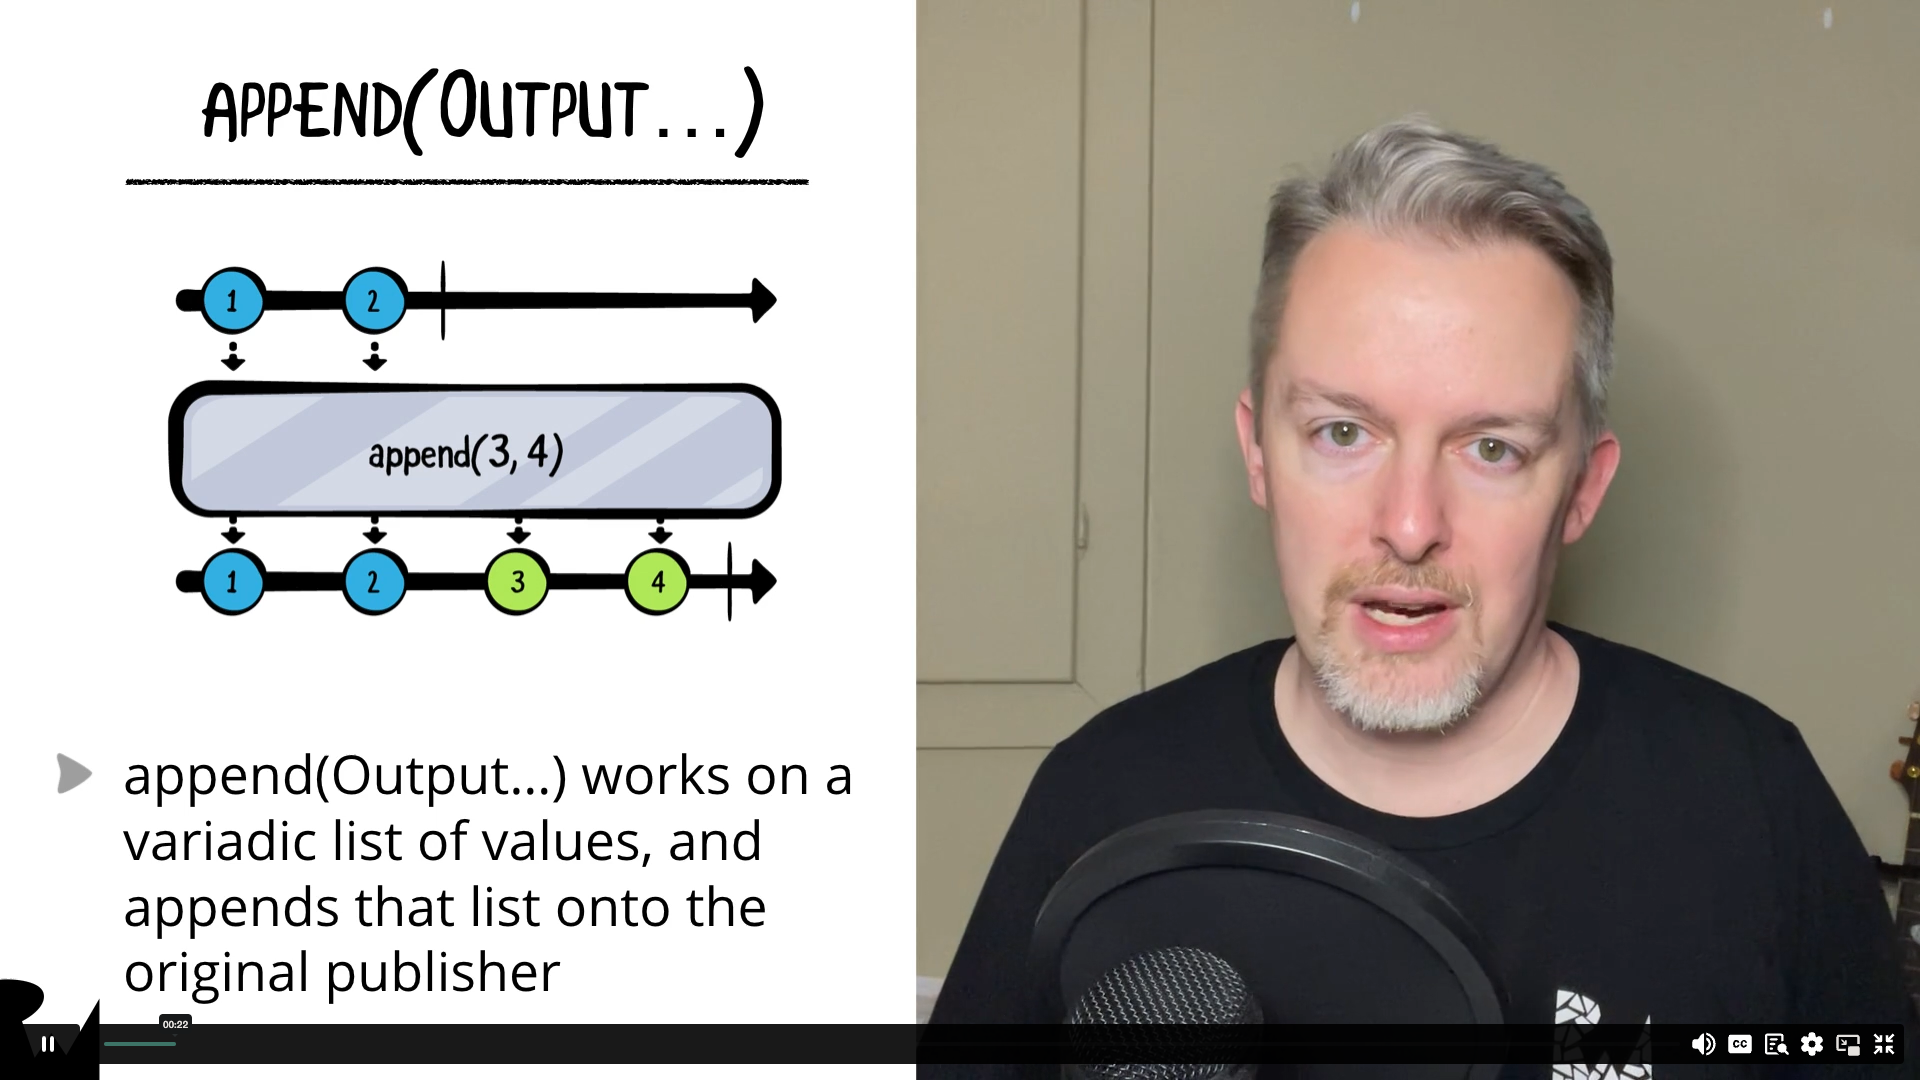 APPEND(OUTPUT...)
1 2
append(3, 4)
1 2 3 4
append(Output...) works on a
variadic list of values, and
appends that list onto the
original publisher
00:22
CC